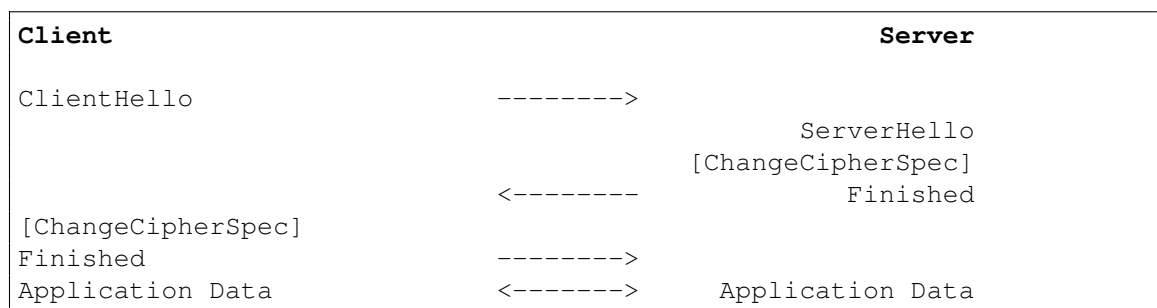 Client Server
ClientHello -------->
ServerHello
[ChangeCipherSpec]
<-------- Finished
[ChangeCipherSpec]
Finished -------->
Application Data <-------> Application Data